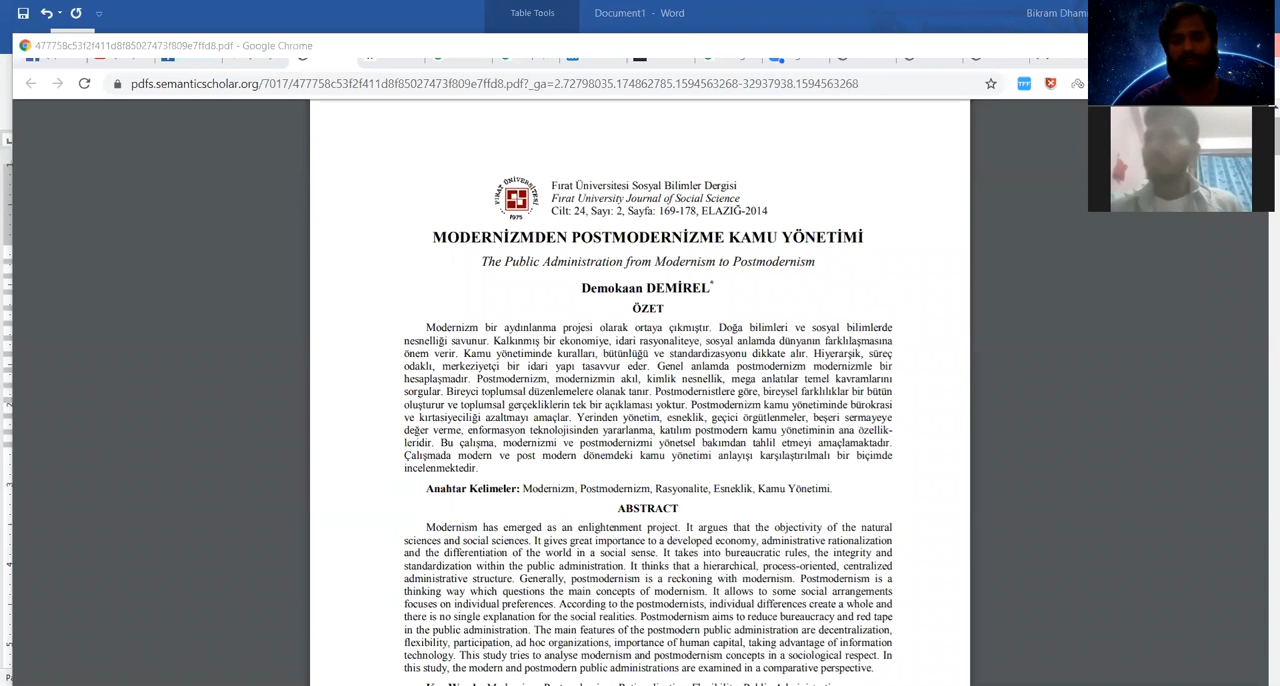 Table Tools
Document1 - Word
Bikram Dham
477758c53f2f411d8f85027473f809e7ffd8.pdf - Google Chrome
pdfs.semanticscholar.org/7017/477758c53f2f411d8f85027473f809e7ffd8.pdf?_ga=2.72798035.174862785.1594563268-32937938.1594563268
FIRAT ÜNİVERSİTESİ
1975
Fırat Üniversitesi Sosyal Bilimler Dergisi
Fırat University Journal of Social Science
Cilt: 24, Sayı: 2, Sayfa: 169-178, ELAZIĞ-2014
MODERNİZMDEN POSTMODERNİZME KAMU YÖNETİMİ
The Public Administration from Modernism to Postmodernism
Demokaan DEMİREL*
ÖZET
Modernizm bir aydınlanma projesi olarak ortaya çıkmıştır. Doğa bilimleri ve sosyal bilimlerde
nesnelliği savunur. Kalkınmış bir ekonomiye, idari rasyonaliteye, sosyal anlamda dünyanın farklılaşmasına
önem verir. Kamu yönetiminde kuralları, bütünlüğü ve standardizasyonu dikkate alır. Hiyerarşik, süreç
odaklı, merkeziyetçi bir idari yapı tasavvur eder. Genel anlamda postmodernizm modernizmle bir
hesaplaşmadır. Postmodernizm, modernizmin akıl, kimlik nesnellik, mega anlatılar temel kavramlarını
sorgular. Bireyci toplumsal düzenlemelere olanak tanır. Postmodernistlere göre, bireysel farklılıklar bir bütün
oluşturur ve toplumsal gerçekliklerin tek bir açıklaması yoktur. Postmodernizm kamu yönetiminde bürokrasi
ve kırtasiyeciliği azaltmayı amaçlar. Yerinden yönetim, esneklik, geçici örgütlenmeler, beşeri sermayeye
değer verme, enformasyon teknolojisinden yararlanma, katılım postmodern kamu yönetiminin ana özellik-
leridir. Bu çalışma, modernizmi ve postmodernizmi yönetsel bakımdan tahlil etmeyi amaçlamaktadır.
Çalışmada modern ve post modern dönemdeki kamu yönetimi anlayışı karşılaştırılmalı bir biçimde
incelenmektedir.
Anahtar Kelimeler: Modernizm, Postmodernizm, Rasyonalite, Esneklik, Kamu Yönetimi.
ABSTRACT
Modernism has emerged as an enlightenment project. It argues that the objectivity of the natural
sciences and social sciences. It gives great importance to a developed economy, administrative rationalization
and the differentiation of the world in a social sense. It takes into bureaucratic rules, the integrity and
standardization within the public administration. It thinks that a hierarchical, process-oriented, centralized
administrative structure. Generally, postmodernism is a reckoning with modernism. Postmodernism is a
thinking way which questions the main concepts of modernism. It allows to some social arrangements
focuses on individual preferences. According to the postmodernists, individual differences create a whole and
there is no single explanation for the social realities. Postmodernism aims to reduce bureaucracy and red tape
in the public administration. The main features of the postmodern public administration are decentralization,
flexibility, participation, ad hoc organizations, importance of human capital, taking advantage of information
technology. This study tries to analyse modernism and postmodernism concepts in a sociological respect. In
this study, the modern and postmodern public administrations are examined in a comparative perspective.